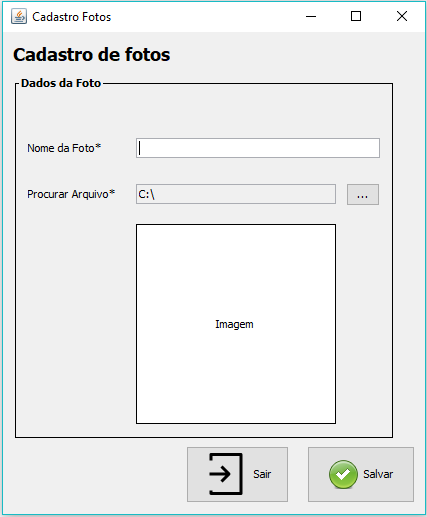 Cadastro Fotos
Cadastro de fotos
Dados da Foto
Nome da Foto*
Procurar Arquivo* C:\ ...
Imagem
Sair Salvar